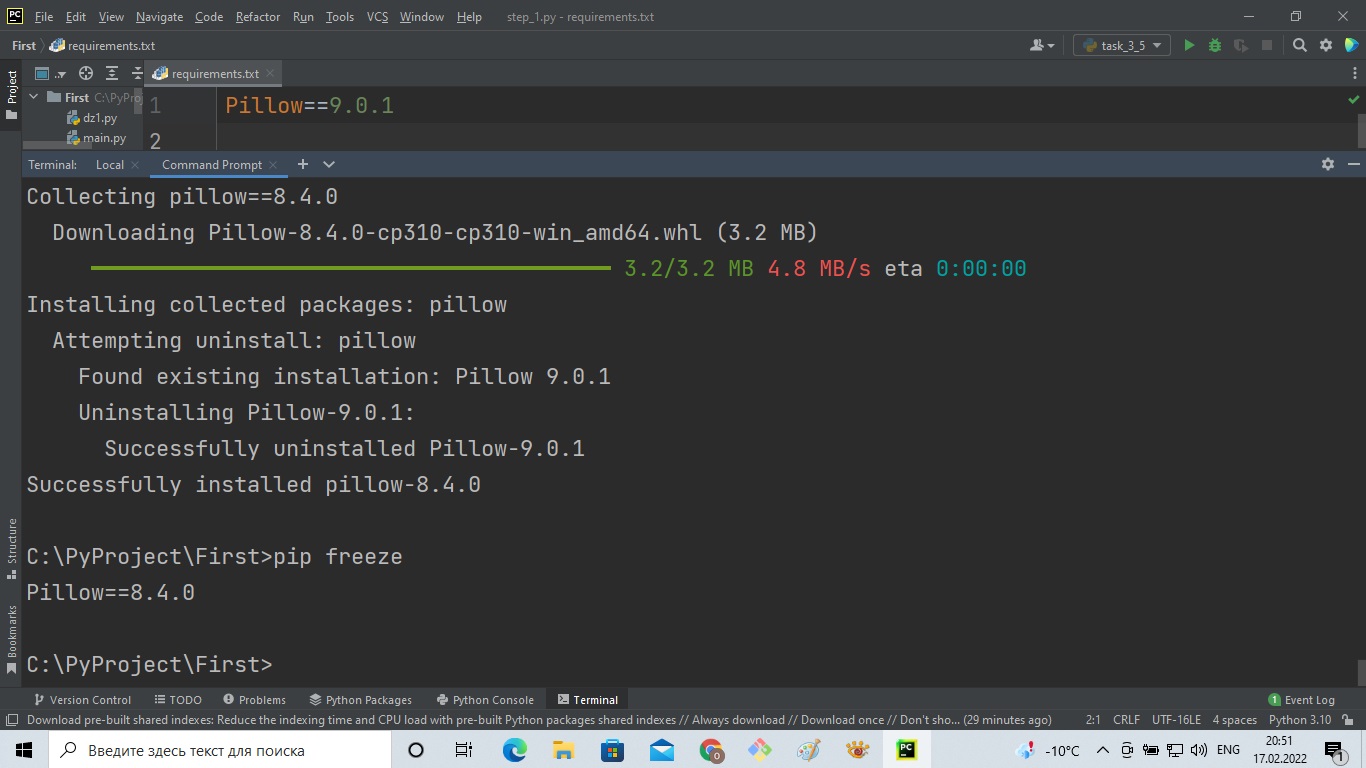 PC File Edit View Navigate Code Refactor Run Tools VCS Window Help step_1.py - requirements.txt
First requirements.txt task_3_5
Project requirements.txt
First C:\PyProj
dz1.py
main.py
1 Pillow==9.0.1
2
Terminal: Local Command Prompt
Collecting pillow==8.4.0
Downloading Pillow-8.4.0-cp310-cp310-win_amd64.whl (3.2 MB)
3.2/3.2 MB 4.8 MB/s eta 0:00:00
Installing collected packages: pillow
Attempting uninstall: pillow
Found existing installation: Pillow 9.0.1
Uninstalling Pillow-9.0.1:
Successfully uninstalled Pillow-9.0.1
Successfully installed pillow-8.4.0
C:\PyProject\First>pip freeze
Pillow==8.4.0
C:\PyProject\First>
Structure
Bookmarks
Version Control TODO Problems Python Packages Python Console Terminal 1 Event Log
Download pre-built shared indexes: Reduce the indexing time and CPU load with pre-built Python packages shared indexes // Always download // Download once // Don't sho... (29 minutes ago) 2:1 CRLF UTF-16LE 4 spaces Python 3.10
Введите здесь текст для поиска PC -10°C ENG 20:51
17.02.2022 1